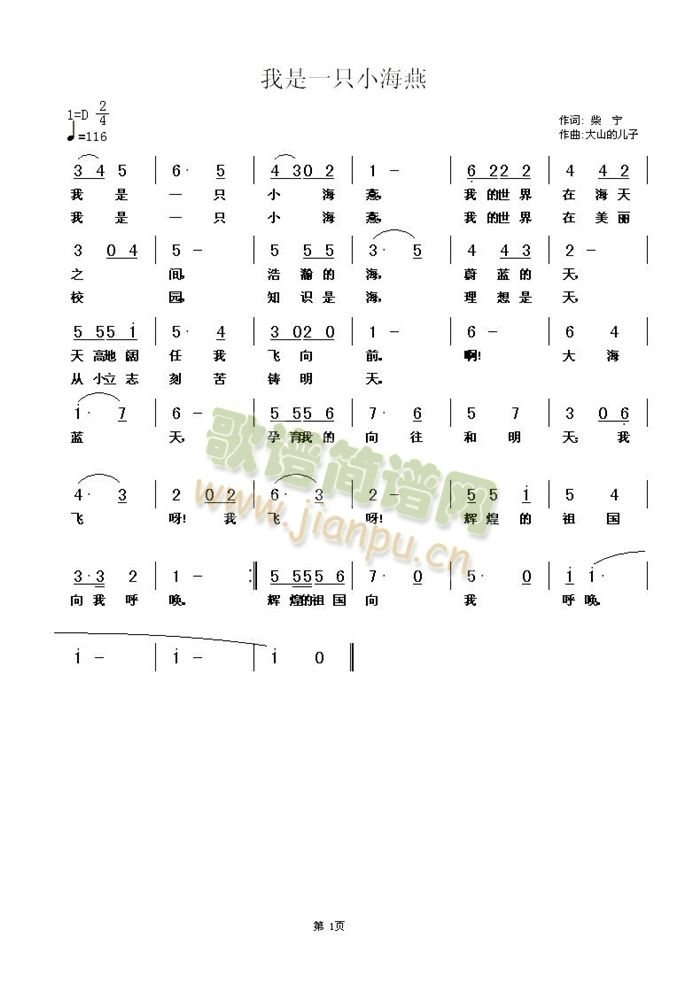 我是一只小海燕
1=D 2/4
♩=116
作词: 柴 宁
作曲:大山的儿子
3 4 5 | 6· 5 | 4 3 0 2 | 1 - | 6 2 2 2 | 4 4 2 |
我 是 一 只 小 海 燕, 我 的 世 界 在 海 天
我 是 一 只 小 海 燕, 我 的 世 界 在 美 丽
3 0 4 | 5 - | 5 5 5 | 3· 5 | 4 4 3 | 2 - |
之 间, 浩 瀚 的 海, 蔚 蓝 的 天,
校 园, 知 识 是 海, 理 想 是 天,
5 5 5 1 | 5· 4 | 3 0 2 0 | 1 - | 6 - | 6 4 |
天 高 地 阔 任 我 飞 向 前。 啊! 大 海
从 小 立 志 刻 苦 铸 明 天。
1· 7 | 6 - | 5 5 5 6 | 7· 6 | 5 7 | 3 0 6 |
蓝 天, 孕 育 我 的 向 往 和 明 天; 我
4· 3 | 2 0 2 | 6· 3 | 2 - | 5 5 1 | 5 4 |
飞 呀! 我 飞 呀! 辉 煌 的 祖 国
3· 3 2 | 1 - :| 5 5 5 5 6 | 7· 0 | 5· 0 | 1 1· |
向 我 呼 唤。 辉 煌 的 祖 国 向 我 呼 唤。
1 - | 1 - | 1 0 ‖
歌谱简谱网
www.jianpu.cn
第 1页